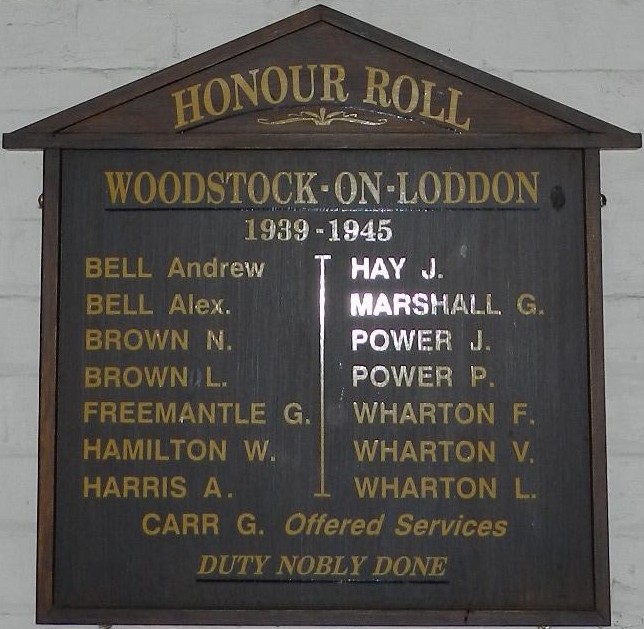 HONOUR ROLL
WOODSTOCK-ON-LODDON
1939-1945
BELL Andrew
BELL Alex.
BROWN N.
BROWN L.
FREEMANTLE G.
HAMILTON W.
HARRIS A.
HAY J.
MARSHALL G.
POWER J.
POWER P.
WHARTON F.
WHARTON V.
WHARTON L.
CARR G. Offered Services
DUTY NOBLY DONE